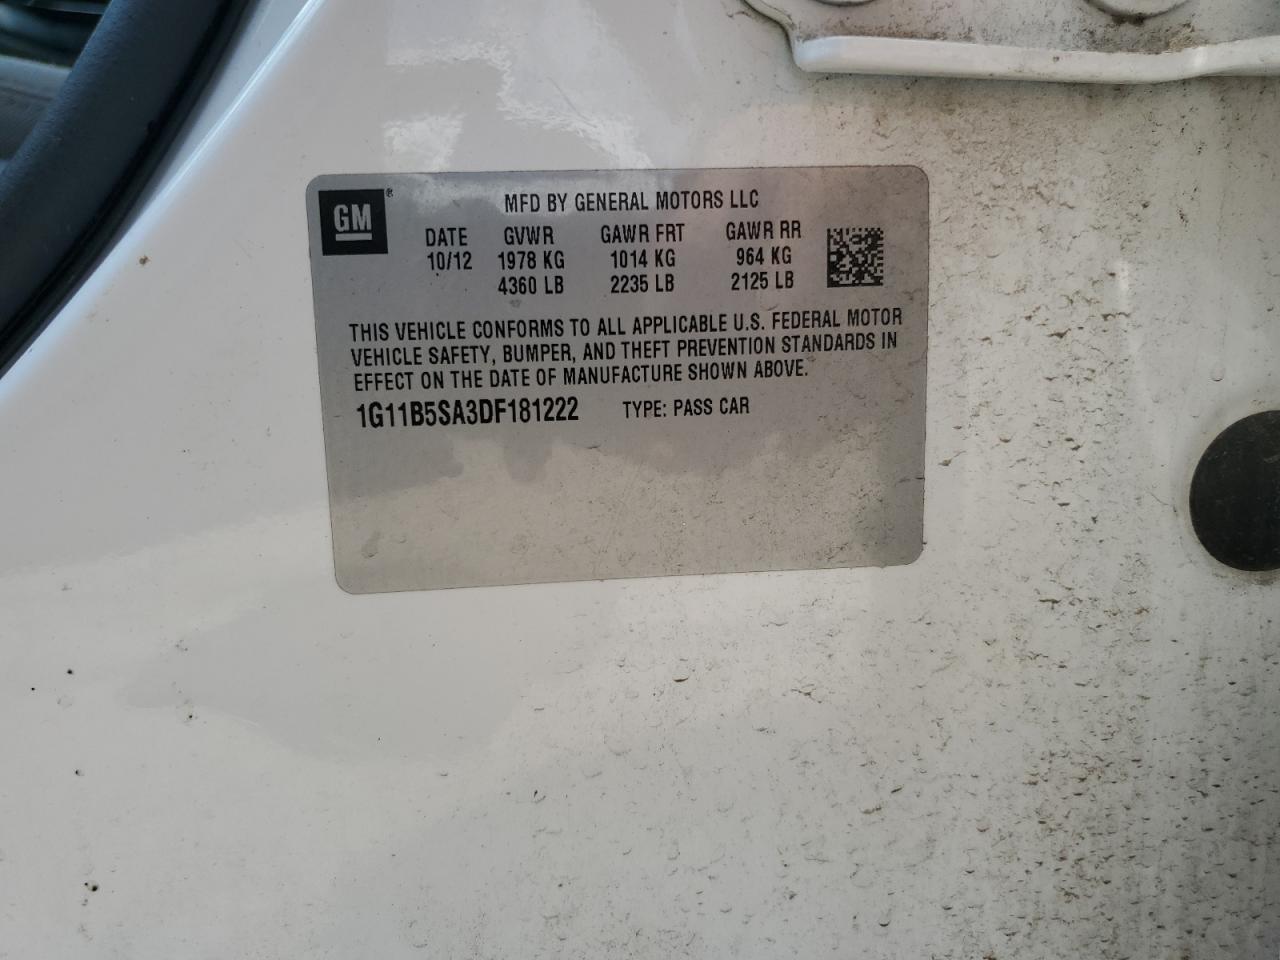 GM®
MFD BY GENERAL MOTORS LLC
DATE GVWR GAWR FRT GAWR RR
10/12 1978 KG 1014 KG 964 KG
4360 LB 2235 LB 2125 LB
THIS VEHICLE CONFORMS TO ALL APPLICABLE U.S. FEDERAL MOTOR
VEHICLE SAFETY, BUMPER, AND THEFT PREVENTION STANDARDS IN
EFFECT ON THE DATE OF MANUFACTURE SHOWN ABOVE.
1G11B5SA3DF181222 TYPE: PASS CAR